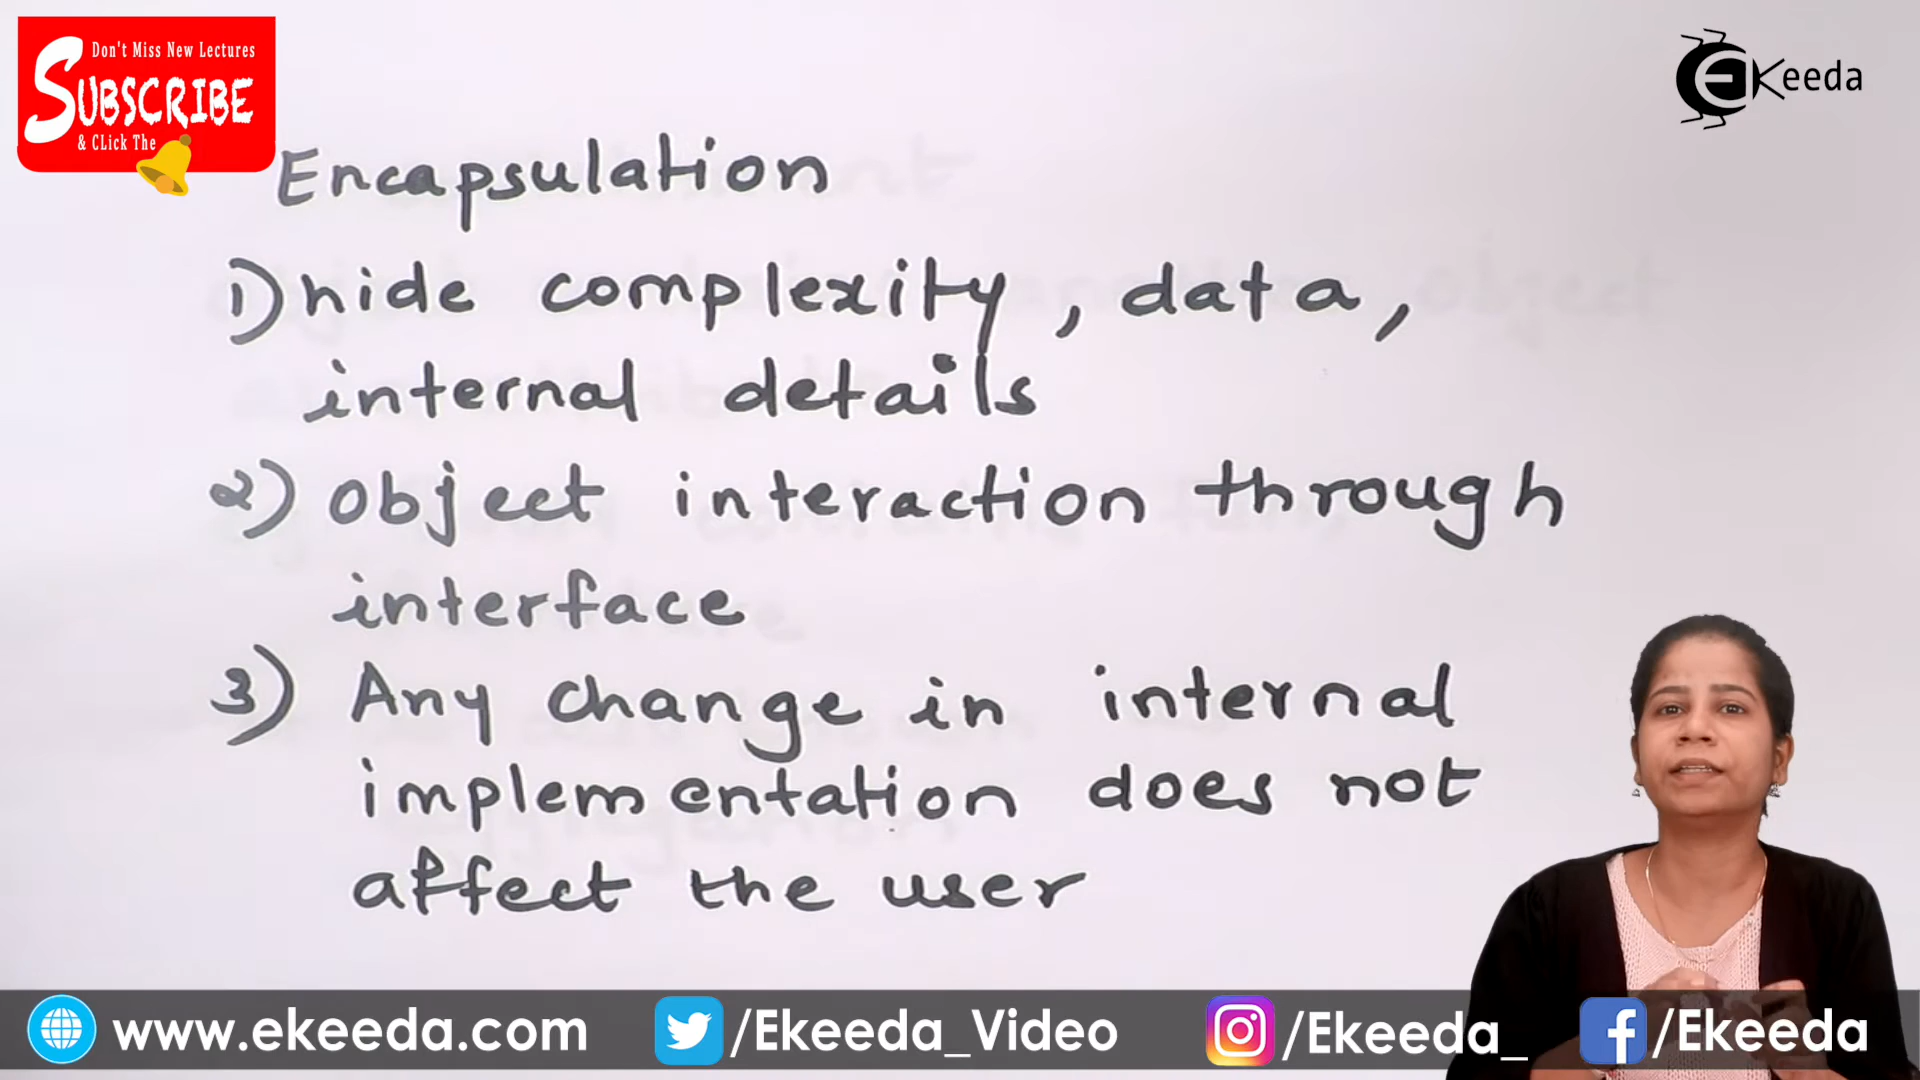 Don't Miss New Lectures
SUBSCRIBE
& CLick The
EKeeda
Encapsulation
1) hide complexity, data,
internal details
2) object interaction through
interface
3) Any change in internal
implementation does not
affect the user
www.ekeeda.com
/Ekeeda_Video
/Ekeeda_
/Ekeeda